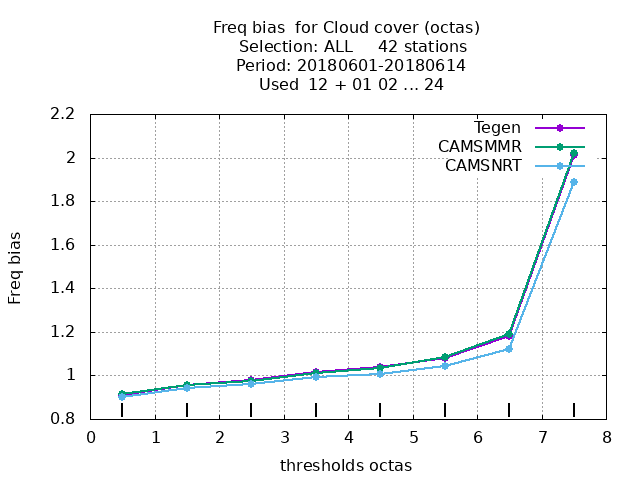 Freq bias  for Cloud cover (octas)
Selection: ALL     42 stations
Period: 20180601-20180614
Used  12 + 01 02 ... 24
2.2
2
1.8
1.6
1.4
1.2
1
0.8
Freq bias
Tegen
CAMSMMR
CAMSNRT
0 1 2 3 4 5 6 7 8
thresholds octas